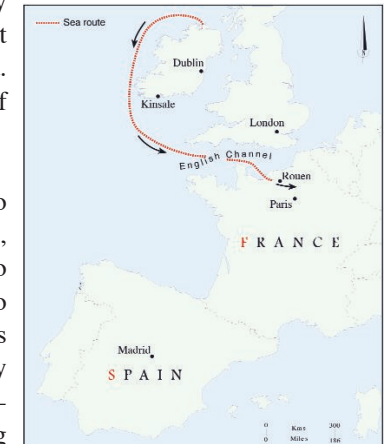 Sea route
Dublin
Kinsale
London
English Channel
Rouen
Paris
FRANCE
Madrid
SPAIN
0 Kms 300
0 Miles 186